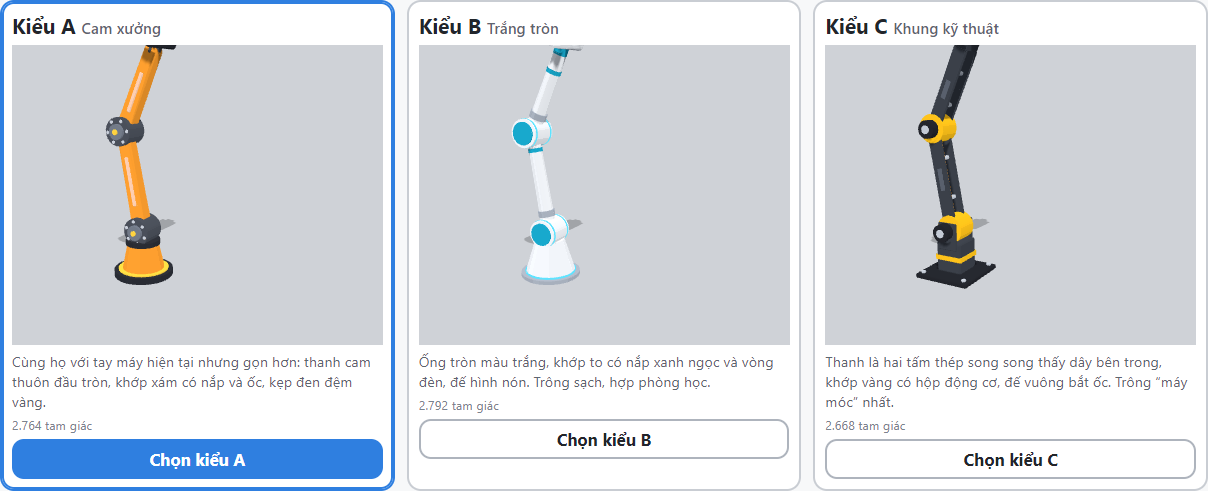 Kiểu A Cam xưởng
Cùng họ với tay máy hiện tại nhưng gọn hơn: thanh cam
thuôn đầu tròn, khớp xám có nắp và ốc, kẹp đen đệm
vàng.
2.764 tam giác
Chọn kiểu A
Kiểu B Trắng tròn
Ống tròn màu trắng, khớp to có nắp xanh ngọc và vòng
đèn, đế hình nón. Trông sạch, hợp phòng học.
2.792 tam giác
Chọn kiểu B
Kiểu C Khung kỹ thuật
Thanh là hai tấm thép song song thấy dây bên trong,
khớp vàng có hộp động cơ, đế vuông bắt ốc. Trông “máy
móc” nhất.
2.668 tam giác
Chọn kiểu C